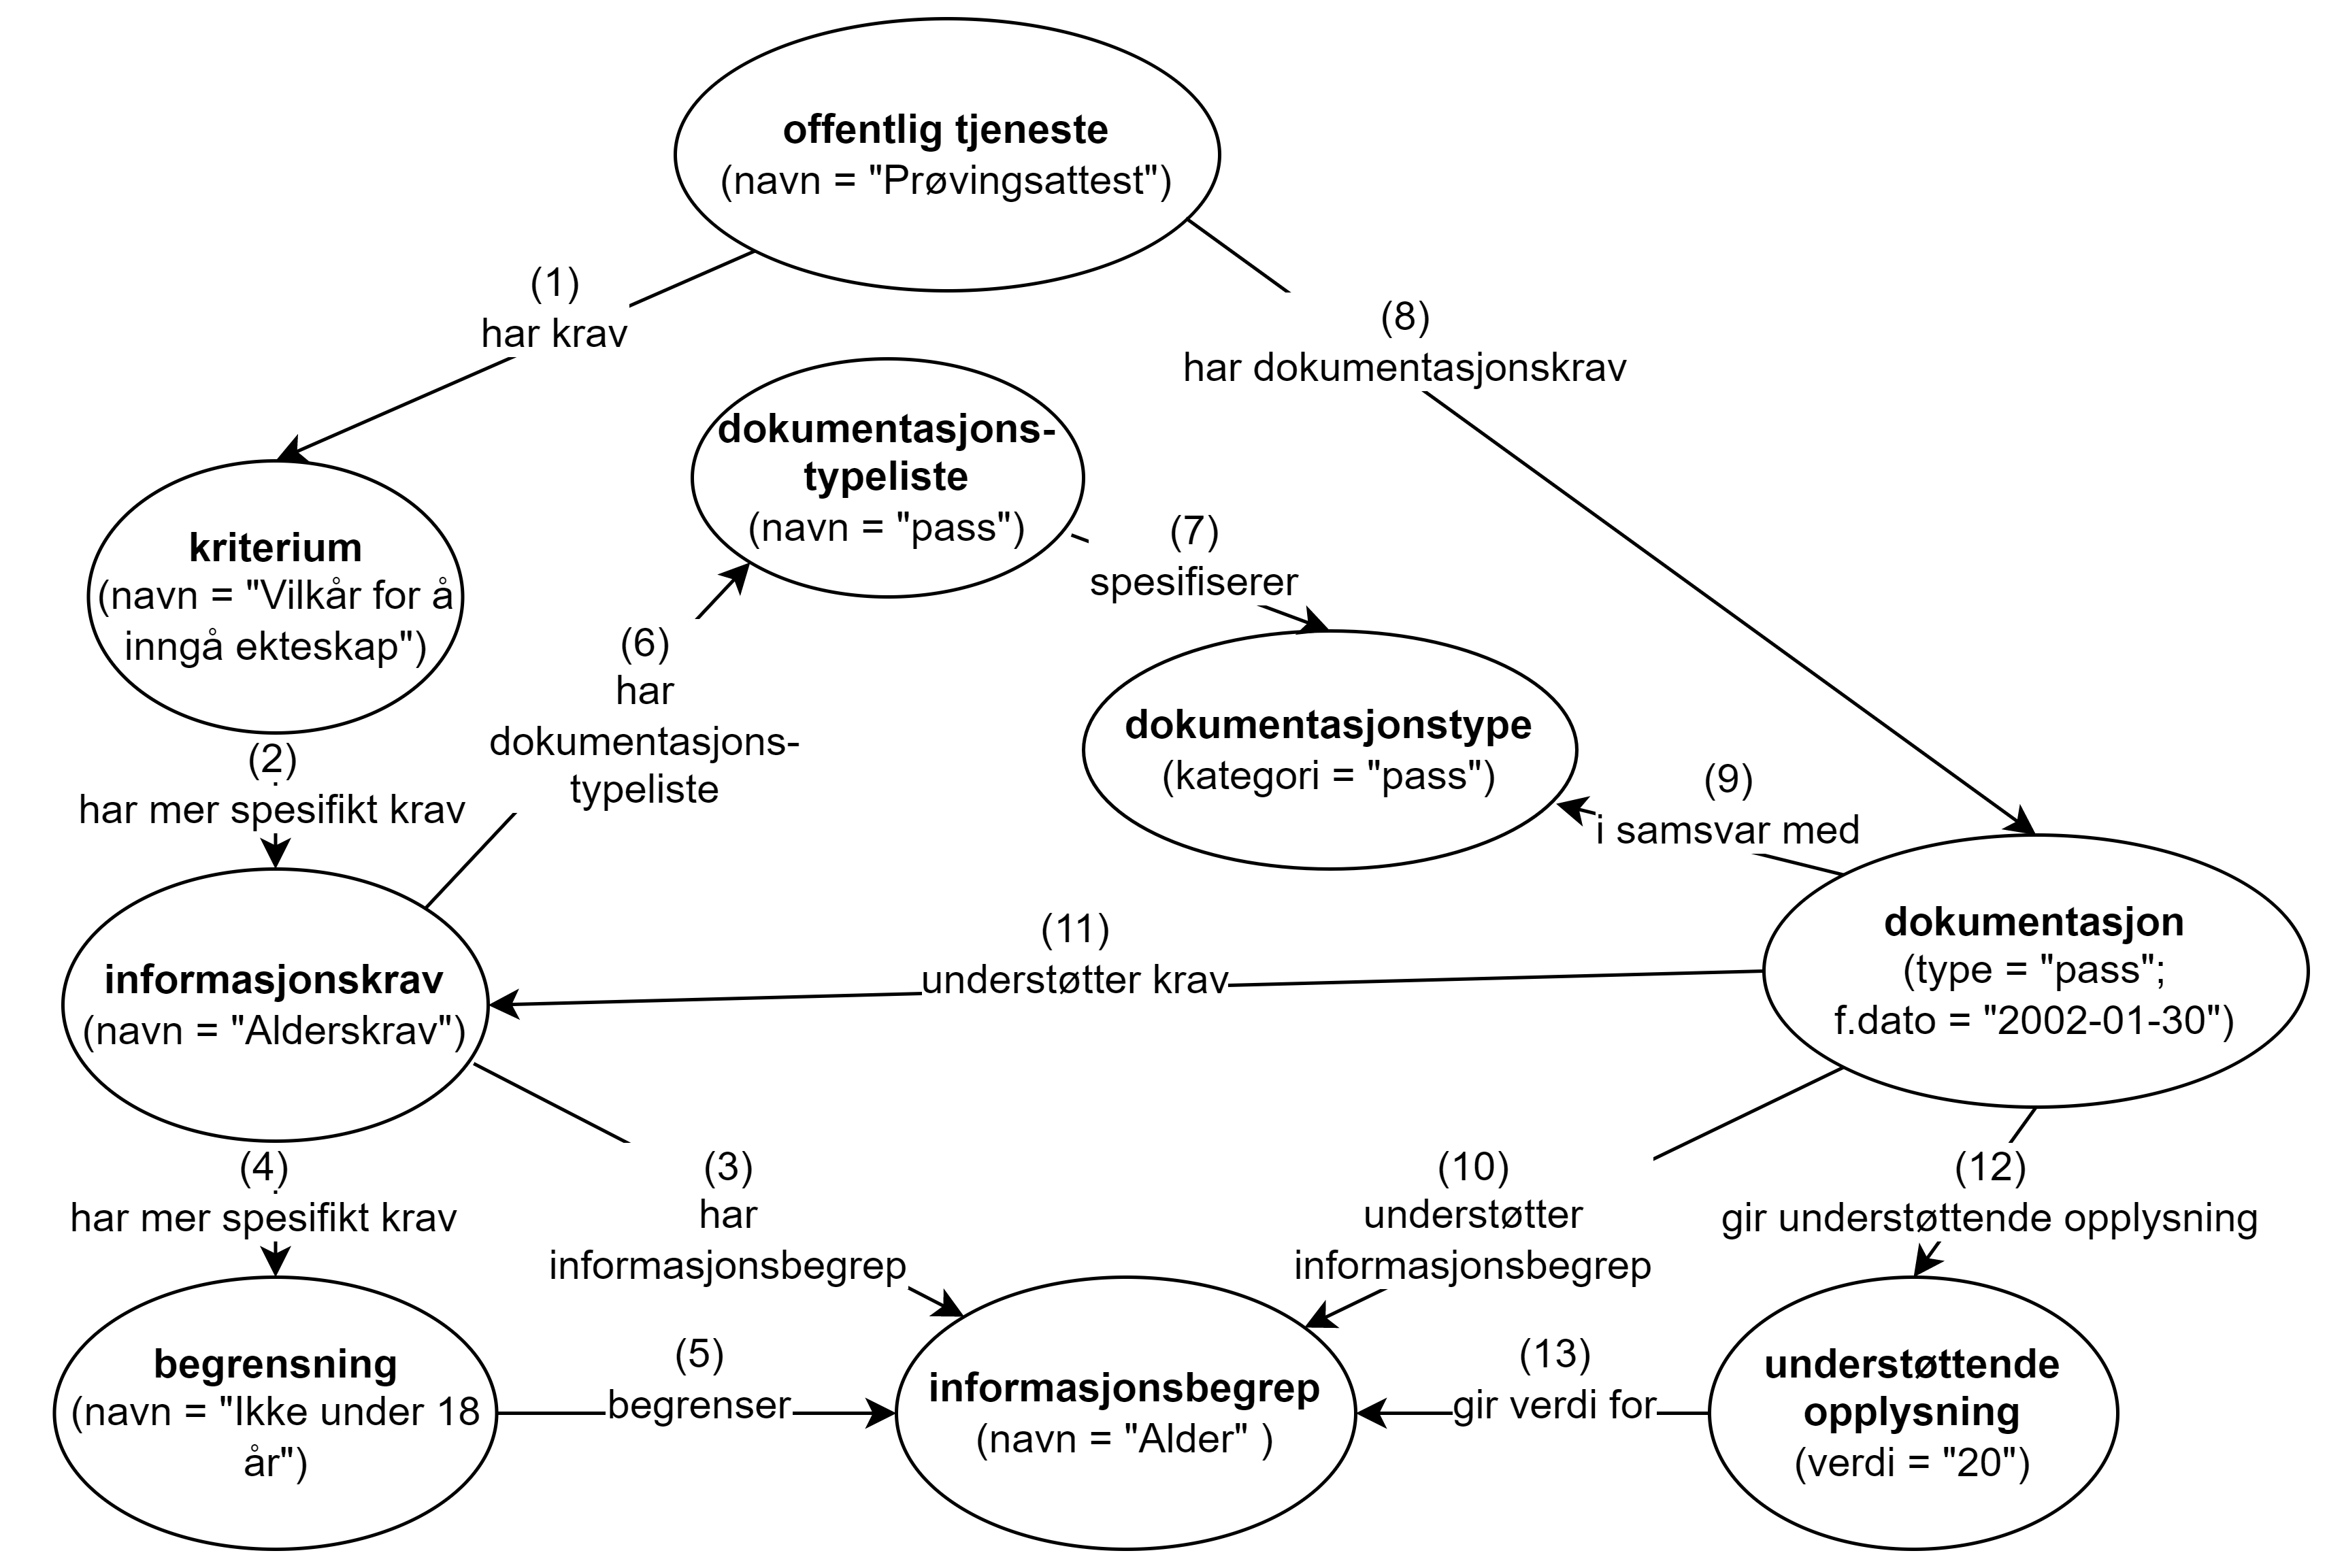 offentlig tjeneste
(navn = "Prøvingsattest")
(1)
har krav
(8)
har dokumentasjonskrav
dokumentasjons-
typeliste
(navn = "pass")
(7)
spesifiserer
kriterium
(navn = "Vilkår for å
inngå ekteskap")
(6)
har
dokumentasjons-
typeliste
dokumentasjonstype
(kategori = "pass")
(2)
har mer spesifikt krav
(9)
i samsvar med
(11)
understøtter krav
dokumentasjon
(type = "pass";
f.dato = "2002-01-30")
informasjonskrav
(navn = "Alderskrav")
(4)
har mer spesifikt krav
(3)
har
informasjonsbegrep
(10)
understøtter
informasjonsbegrep
(12)
gir understøttende opplysning
begrensning
(navn = "Ikke under 18
år")
(5)
begrenser
informasjonsbegrep
(navn = "Alder" )
(13)
gir verdi for
understøttende
opplysning
(verdi = "20")